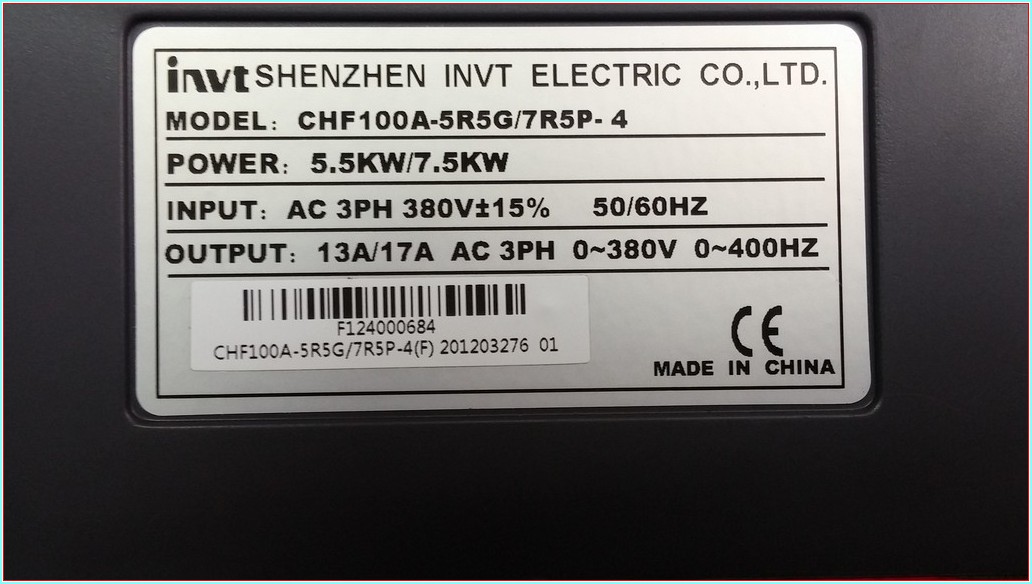 invt SHENZHEN INVT ELECTRIC CO.,LTD.
MODEL: CHF100A-5R5G/7R5P-4
POWER: 5.5KW/7.5KW
INPUT: AC 3PH 380V±15% 50/60HZ
OUTPUT: 13A/17A AC 3PH 0~380V 0~400HZ
F124000684
CHF100A-5R5G/7R5P-4(F) 201203276 01
CE
MADE IN CHINA